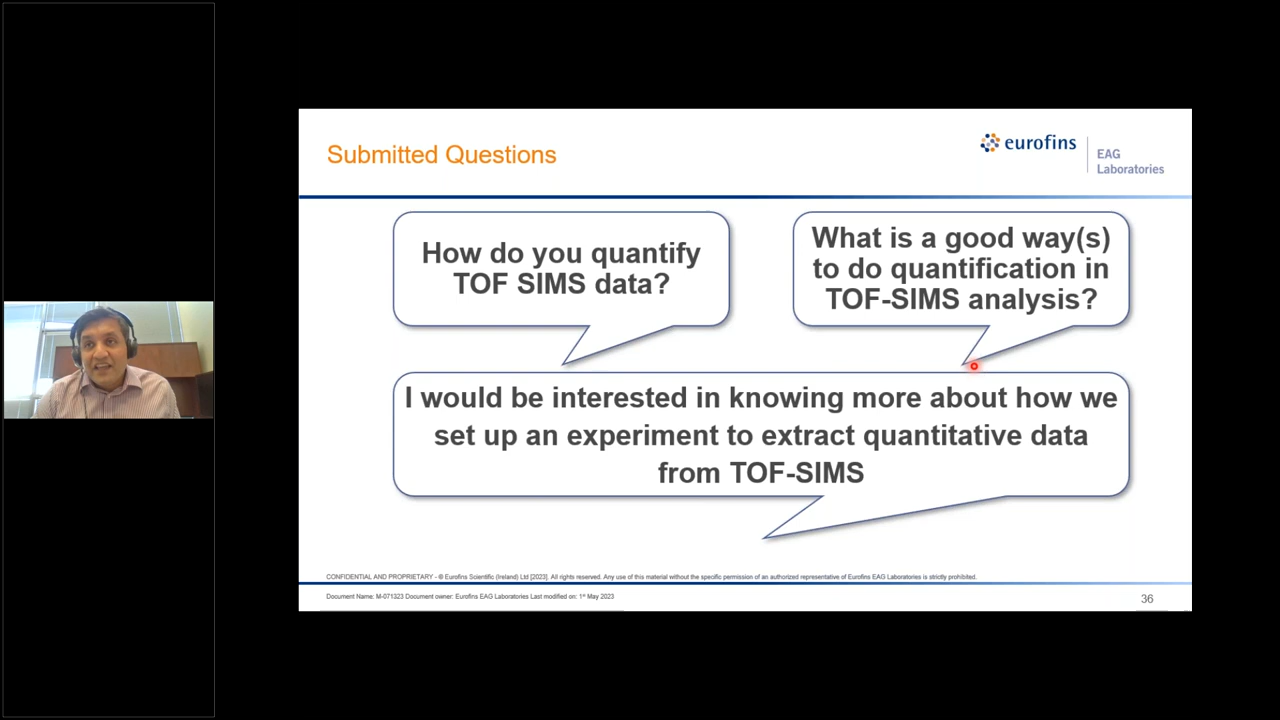 Submitted Questions
eurofins
EAG
Laboratories
How do you quantify
TOF SIMS data?
What is a good way(s)
to do quantification in
TOF-SIMS analysis?
I would be interested in knowing more about how we
set up an experiment to extract quantitative data
from TOF-SIMS
CONFIDENTIAL AND PROPRIETARY - © Eurofins Scientific (Ireland) Ltd [2023]. All rights reserved. Any use of this material without the specific permission of an authorized representative of Eurofins EAG Laboratories is strictly prohibited.
Document Name: M-071323 Document owner: Eurofins EAG Laboratories Last modified on: 1st May 2023
36